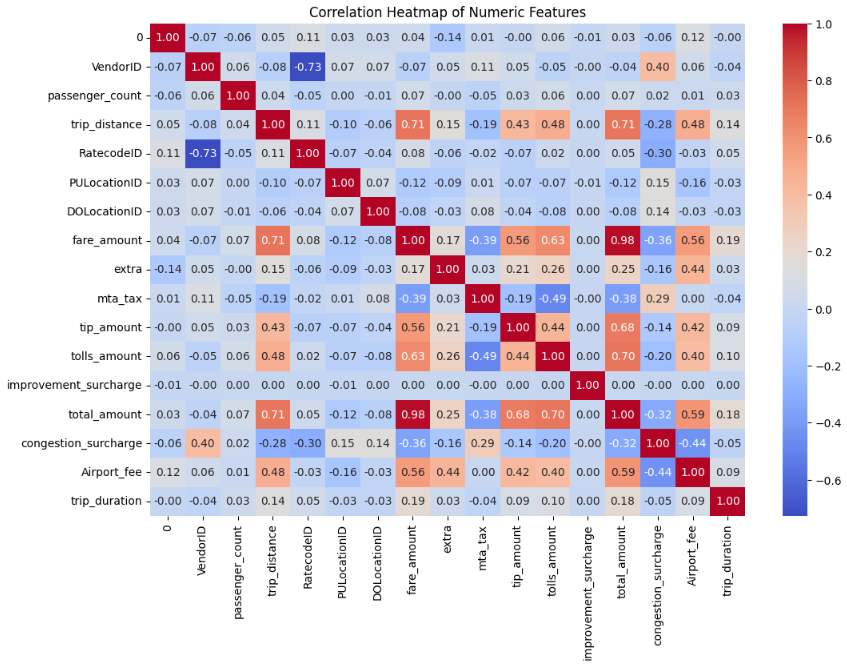 Correlation Heatmap of Numeric Features
0 1.00 -0.07 -0.06 0.05 0.11 0.03 0.03 0.04 -0.14 0.01 -0.00 0.06 -0.01 0.03 -0.06 0.12 -0.00
VendorID -0.07 1.00 0.06 -0.08 -0.73 0.07 0.07 -0.07 0.05 0.11 0.05 -0.05 -0.00 -0.04 0.40 0.06 -0.04
passenger_count -0.06 0.06 1.00 0.04 -0.05 0.00 -0.01 0.07 -0.00 -0.05 0.03 0.06 0.00 0.07 0.02 0.01 0.03
trip_distance 0.05 -0.08 0.04 1.00 0.11 -0.10 -0.06 0.71 0.15 -0.19 0.43 0.48 0.00 0.71 -0.28 0.48 0.14
RatecodeID 0.11 -0.73 -0.05 0.11 1.00 -0.07 -0.04 0.08 -0.06 -0.02 -0.07 0.02 0.00 0.05 -0.30 -0.03 0.05
PULocationID 0.03 0.07 0.00 -0.10 -0.07 1.00 0.07 -0.12 -0.09 0.01 -0.07 -0.07 -0.01 -0.12 0.15 -0.16 -0.03
DOLocationID 0.03 0.07 -0.01 -0.06 -0.04 0.07 1.00 -0.08 -0.03 0.08 -0.04 -0.08 0.00 -0.08 0.14 -0.03 -0.03
fare_amount 0.04 -0.07 0.07 0.71 0.08 -0.12 -0.08 1.00 0.17 -0.39 0.56 0.63 0.00 0.98 -0.36 0.56 0.19
extra -0.14 0.05 -0.00 0.15 -0.06 -0.09 -0.03 0.17 1.00 0.03 0.21 0.26 0.00 0.25 -0.16 0.44 0.03
mta_tax 0.01 0.11 -0.05 -0.19 -0.02 0.01 0.08 -0.39 0.03 1.00 -0.19 -0.49 -0.00 -0.38 0.29 0.00 -0.04
tip_amount -0.00 0.05 0.03 0.43 -0.07 -0.07 -0.04 0.56 0.21 -0.19 1.00 0.44 0.00 0.68 -0.14 0.42 0.09
tolls_amount 0.06 -0.05 0.06 0.48 0.02 -0.07 -0.08 0.63 0.26 -0.49 0.44 1.00 0.00 0.70 -0.20 0.40 0.10
improvement_surcharge -0.01 -0.00 0.00 0.00 0.00 -0.01 0.00 0.00 0.00 -0.00 0.00 0.00 1.00 0.00 -0.00 0.00 0.00
total_amount 0.03 -0.04 0.07 0.71 0.05 -0.12 -0.08 0.98 0.25 -0.38 0.68 0.70 0.00 1.00 -0.32 0.59 0.18
congestion_surcharge -0.06 0.40 0.02 -0.28 -0.30 0.15 0.14 -0.36 -0.16 0.29 -0.14 -0.20 -0.00 -0.32 1.00 -0.44 -0.05
Airport_fee 0.12 0.06 0.01 0.48 -0.03 -0.16 -0.03 0.56 0.44 0.00 0.42 0.40 0.00 0.59 -0.44 1.00 0.09
trip_duration -0.00 -0.04 0.03 0.14 0.05 -0.03 -0.03 0.19 0.03 -0.04 0.09 0.10 0.00 0.18 -0.05 0.09 1.00
0
VendorID
passenger_count
trip_distance
RatecodeID
PULocationID
DOLocationID
fare_amount
extra
mta_tax
tip_amount
tolls_amount
improvement_surcharge
total_amount
congestion_surcharge
Airport_fee
trip_duration
1.0
0.8
0.6
0.4
0.2
0.0
−0.2
−0.4
−0.6